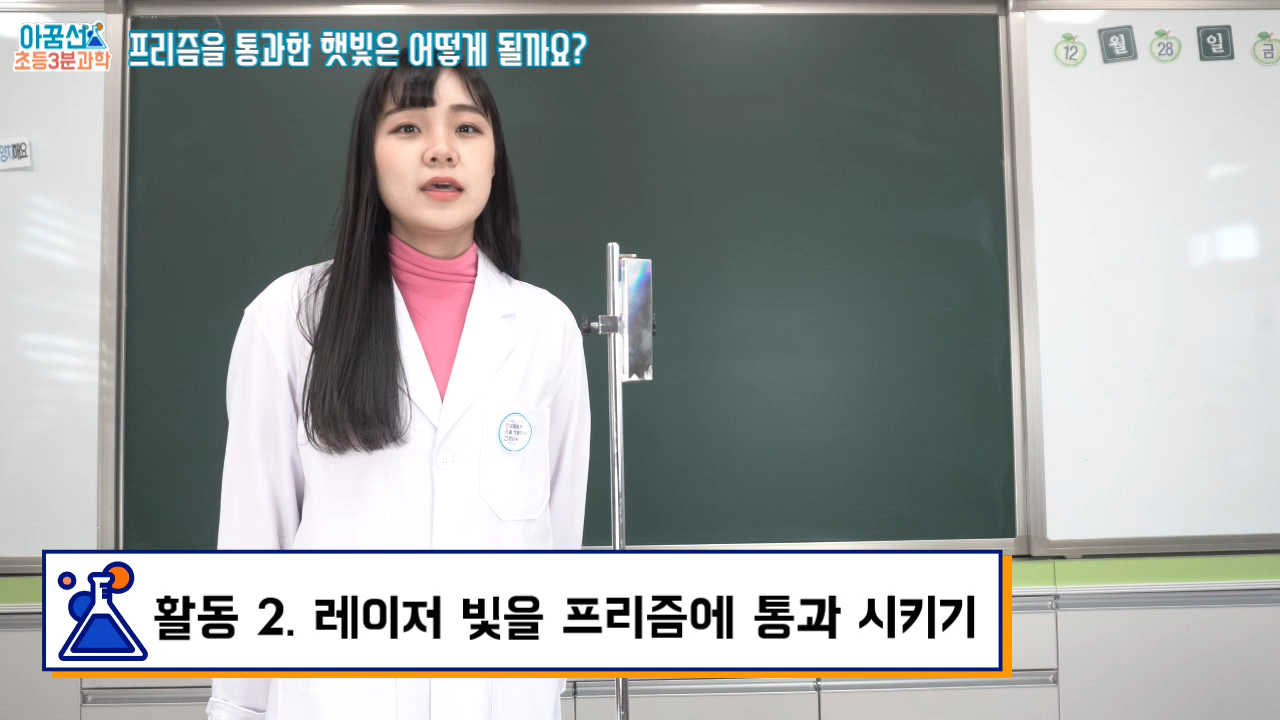 아꿈선
초등3분과학
프리즘을 통과한 햇빛은 어떻게 될까요?
12 월 28 일 금
해요
활동 2. 레이저 빛을 프리즘에 통과 시키기